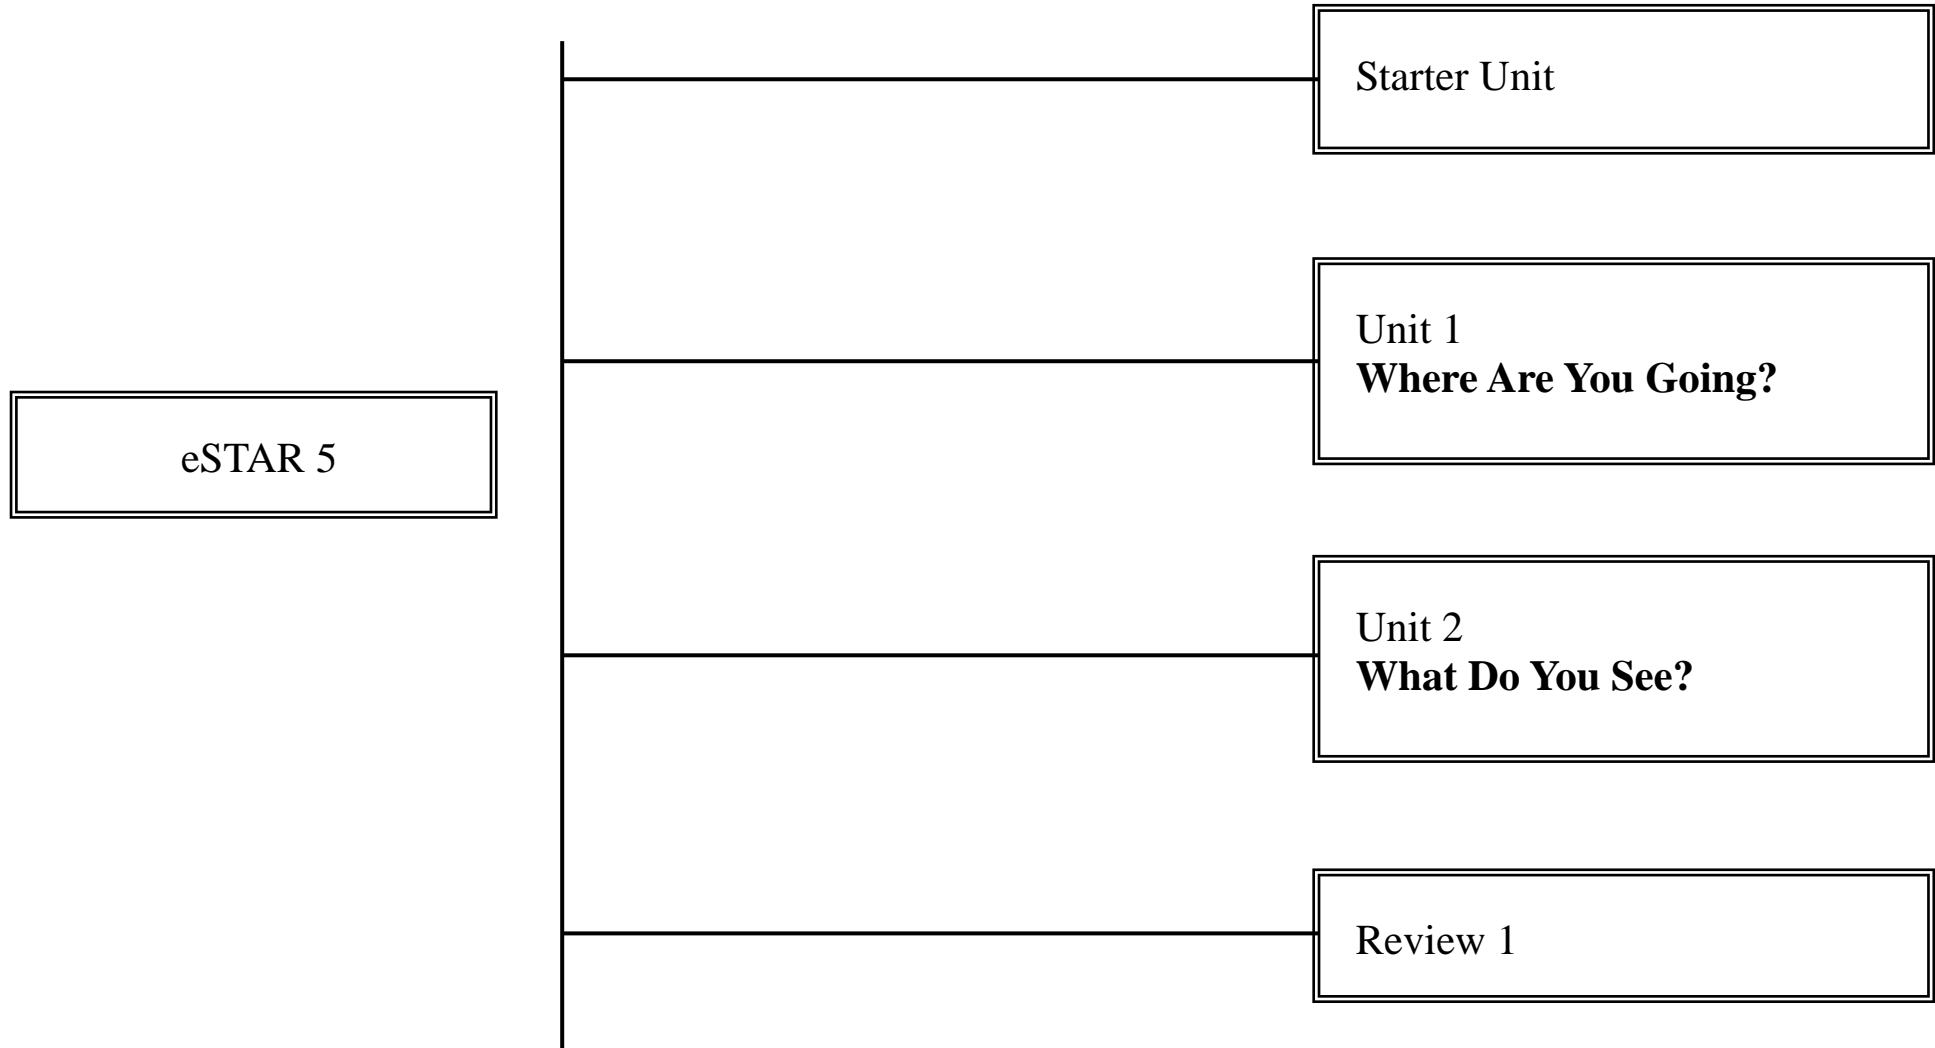 eSTAR 5
Starter Unit
Unit 1
Where Are You Going?
Unit 2
What Do You See?
Review 1